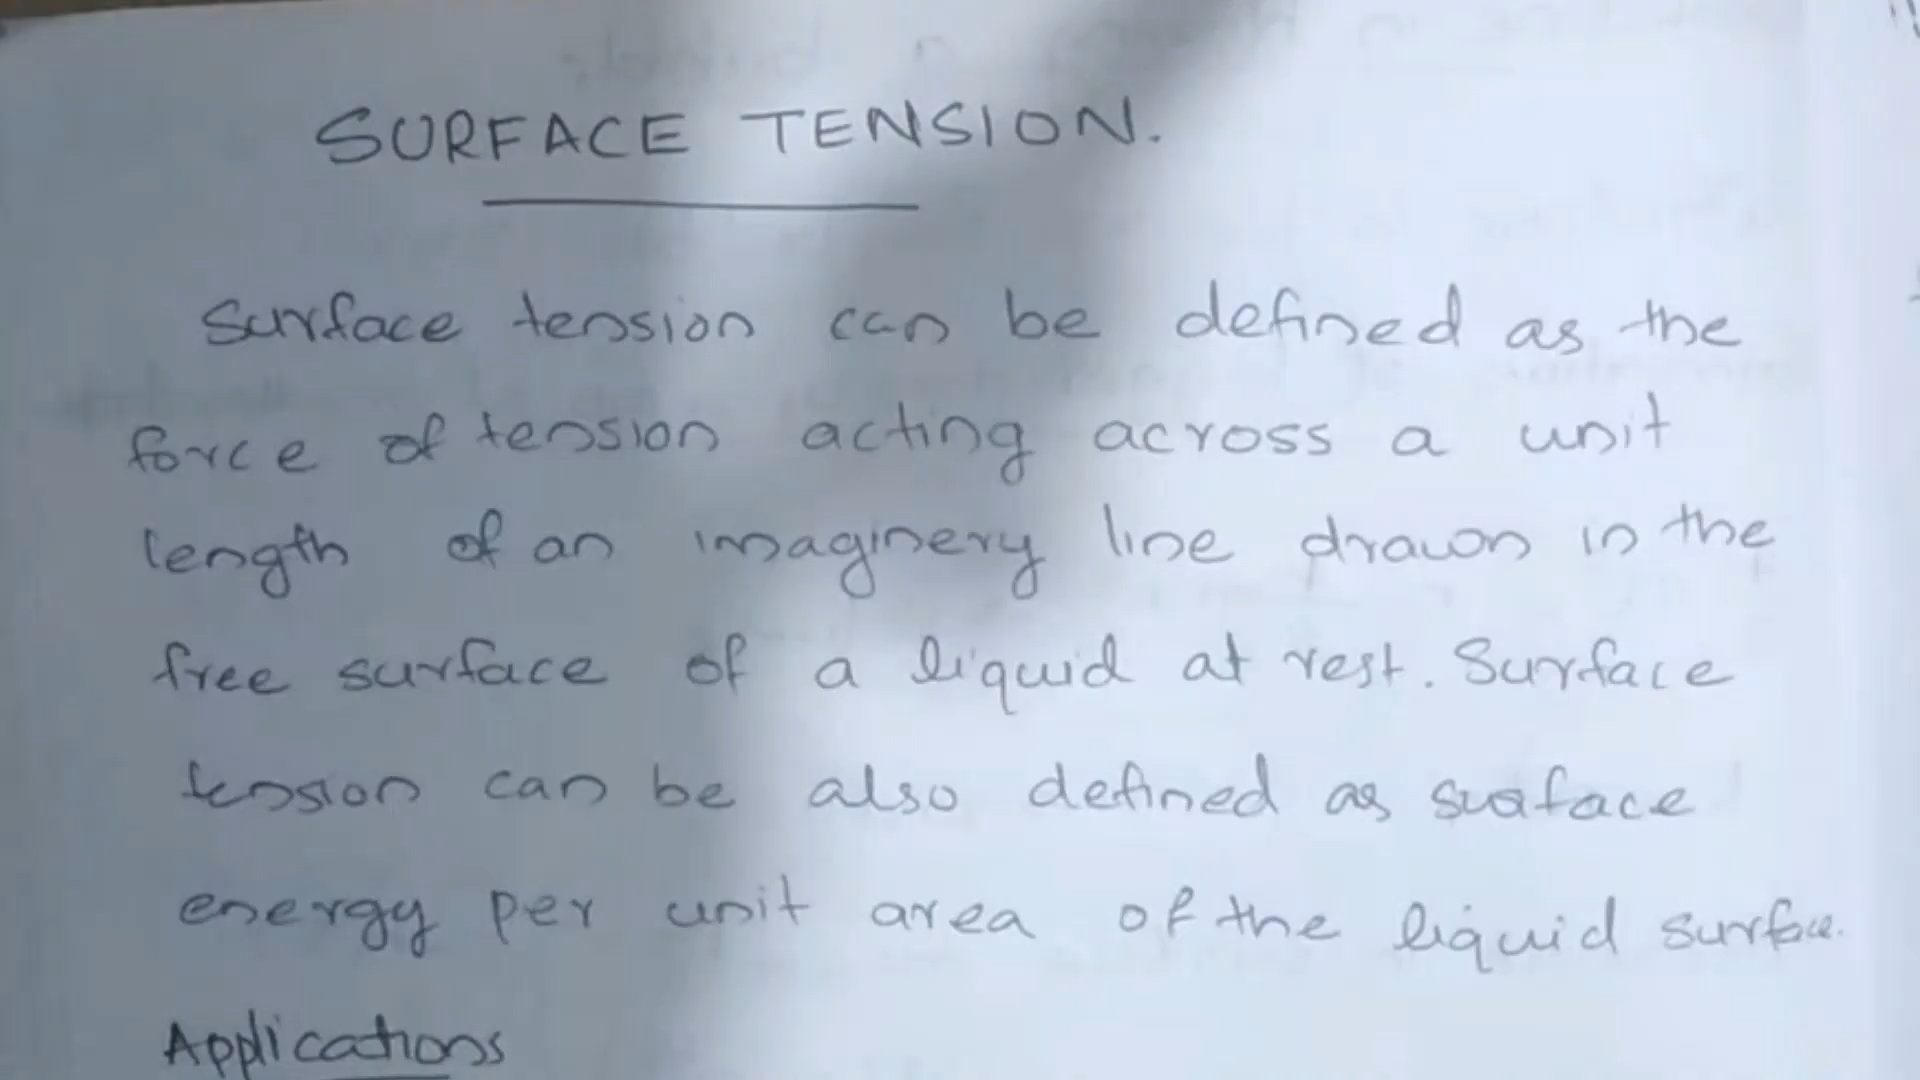 SURFACE TENSION.
Surface tension can be defined as the
force of tension acting across a unit
length of an imaginery line drawn in the
free surface of a liquid at rest. Surface
tension can be also defined as surface
energy per unit area of the liquid surface.
Applications